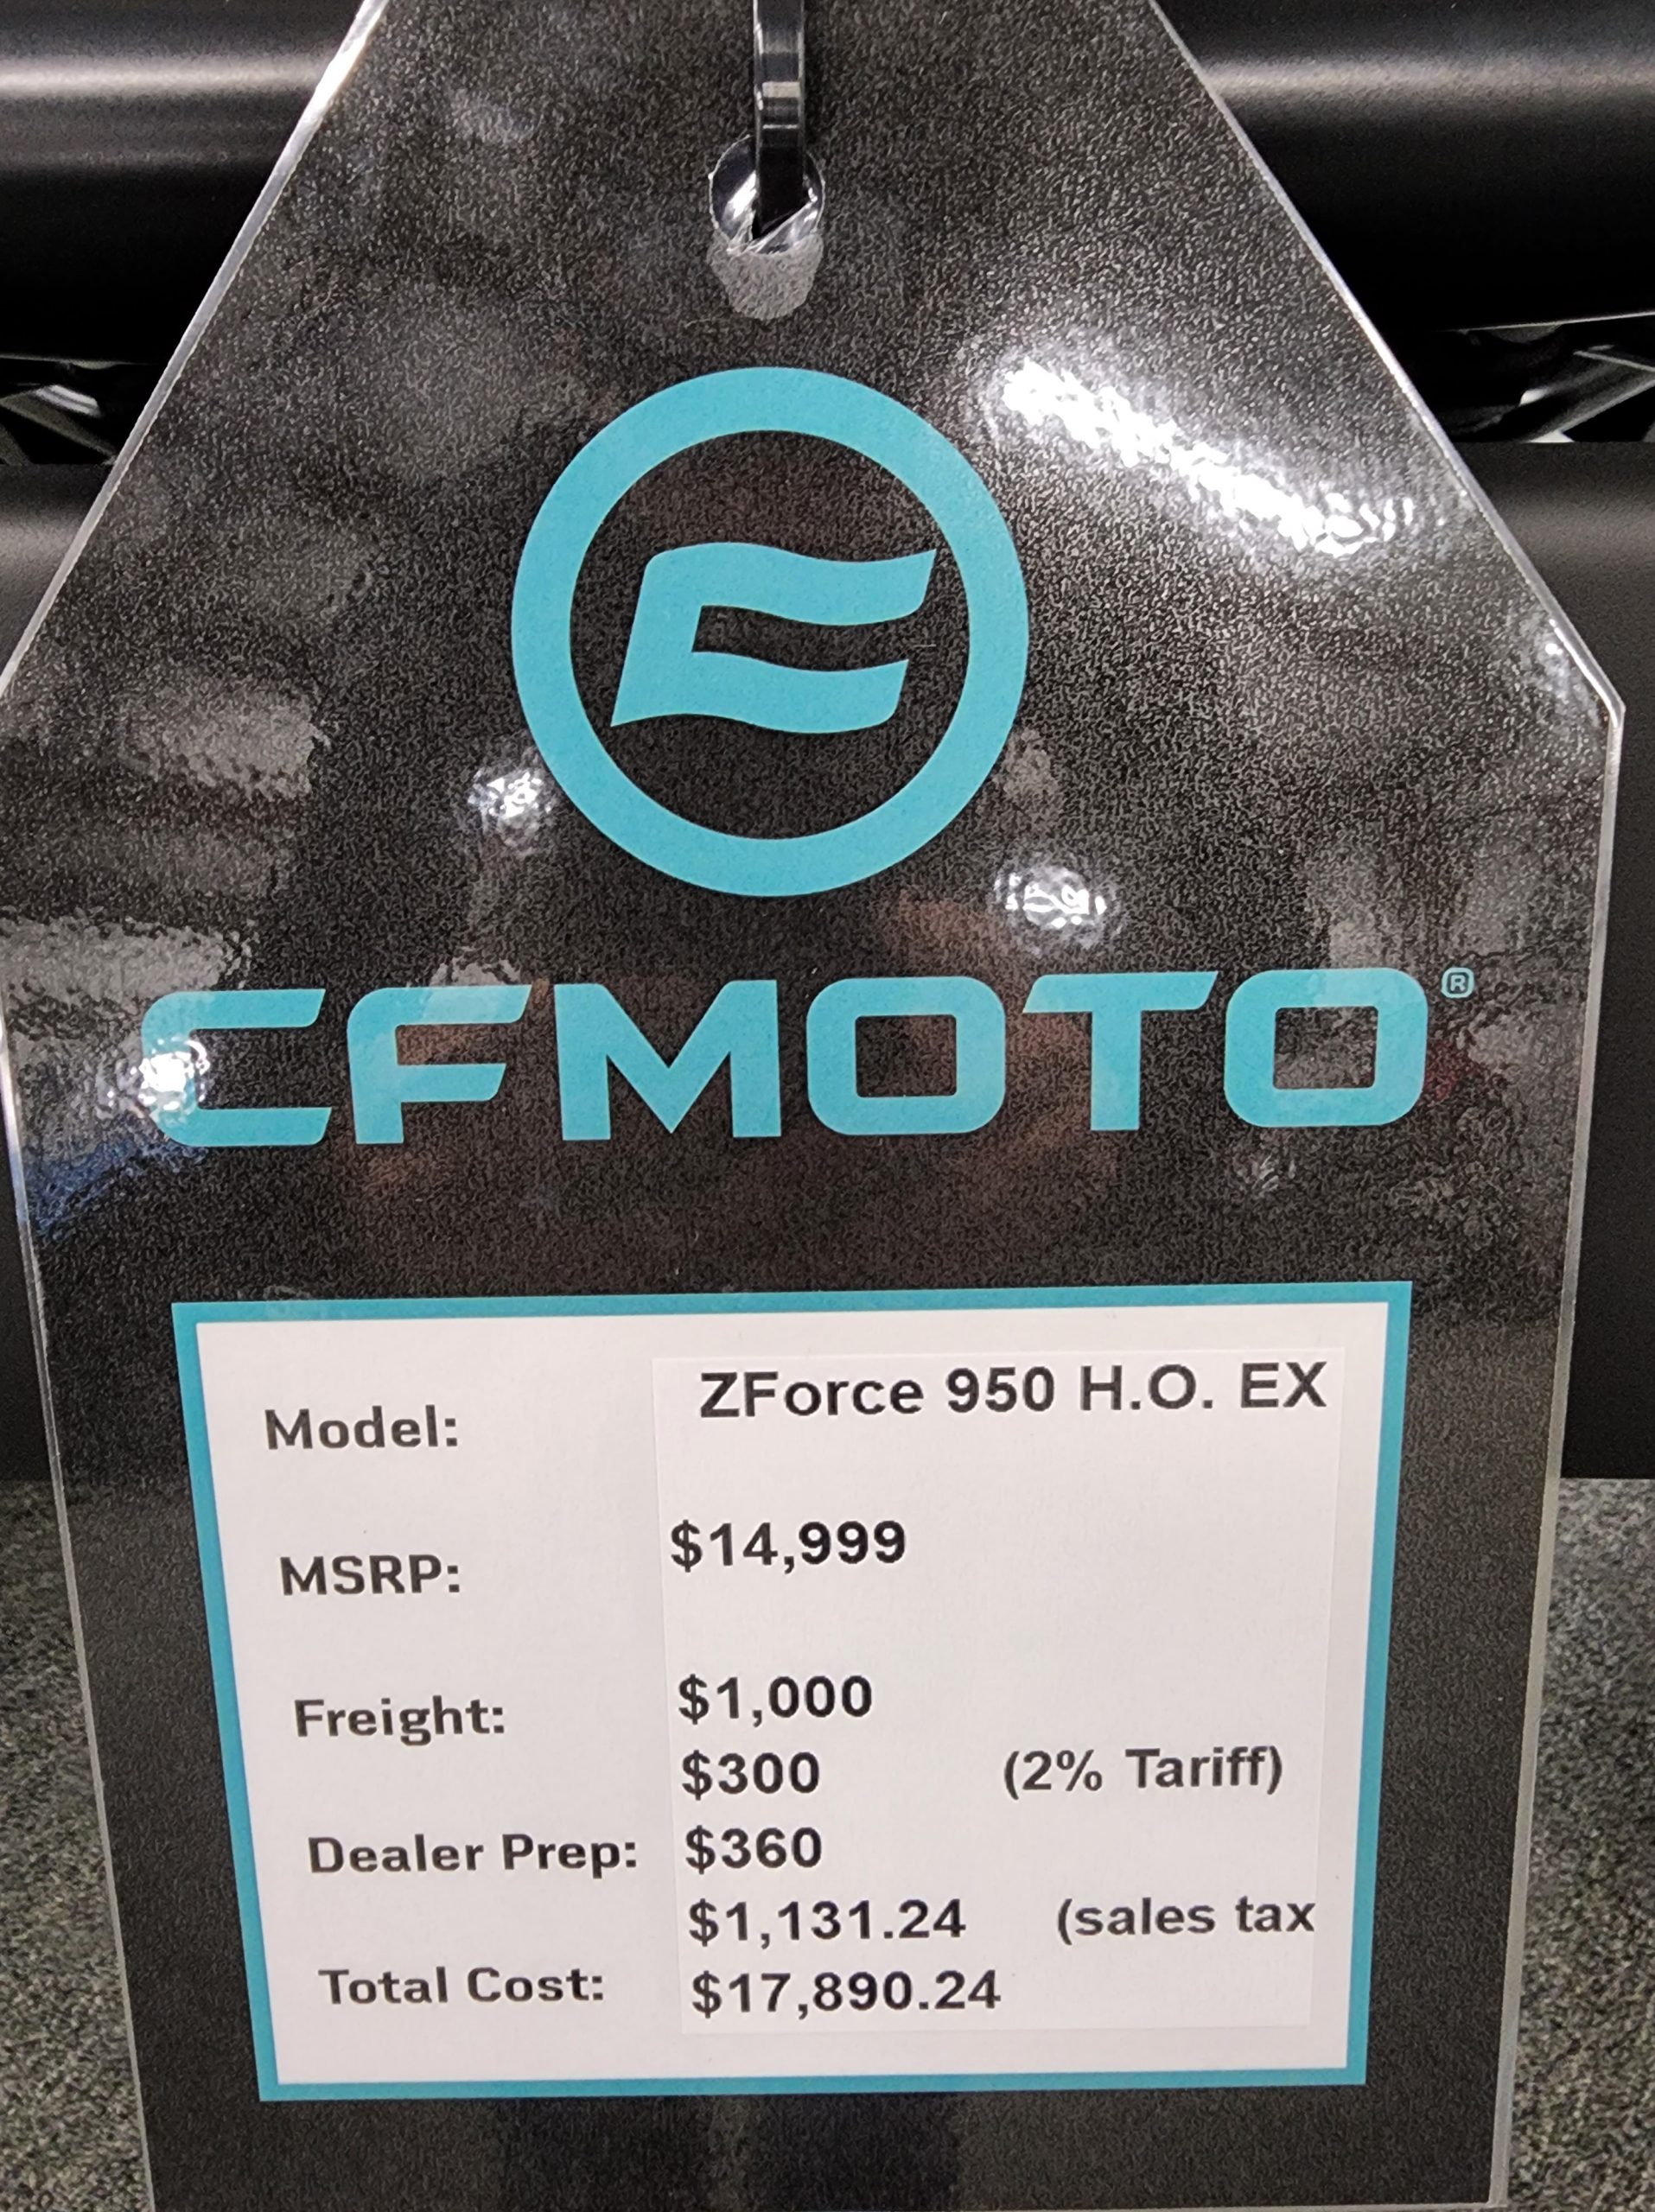 CFMOTO®
Model: ZForce 950 H.O. EX
MSRP: $14,999
Freight: $1,000
$300 (2% Tariff)
Dealer Prep: $360
$1,131.24 (sales tax
Total Cost: $17,890.24